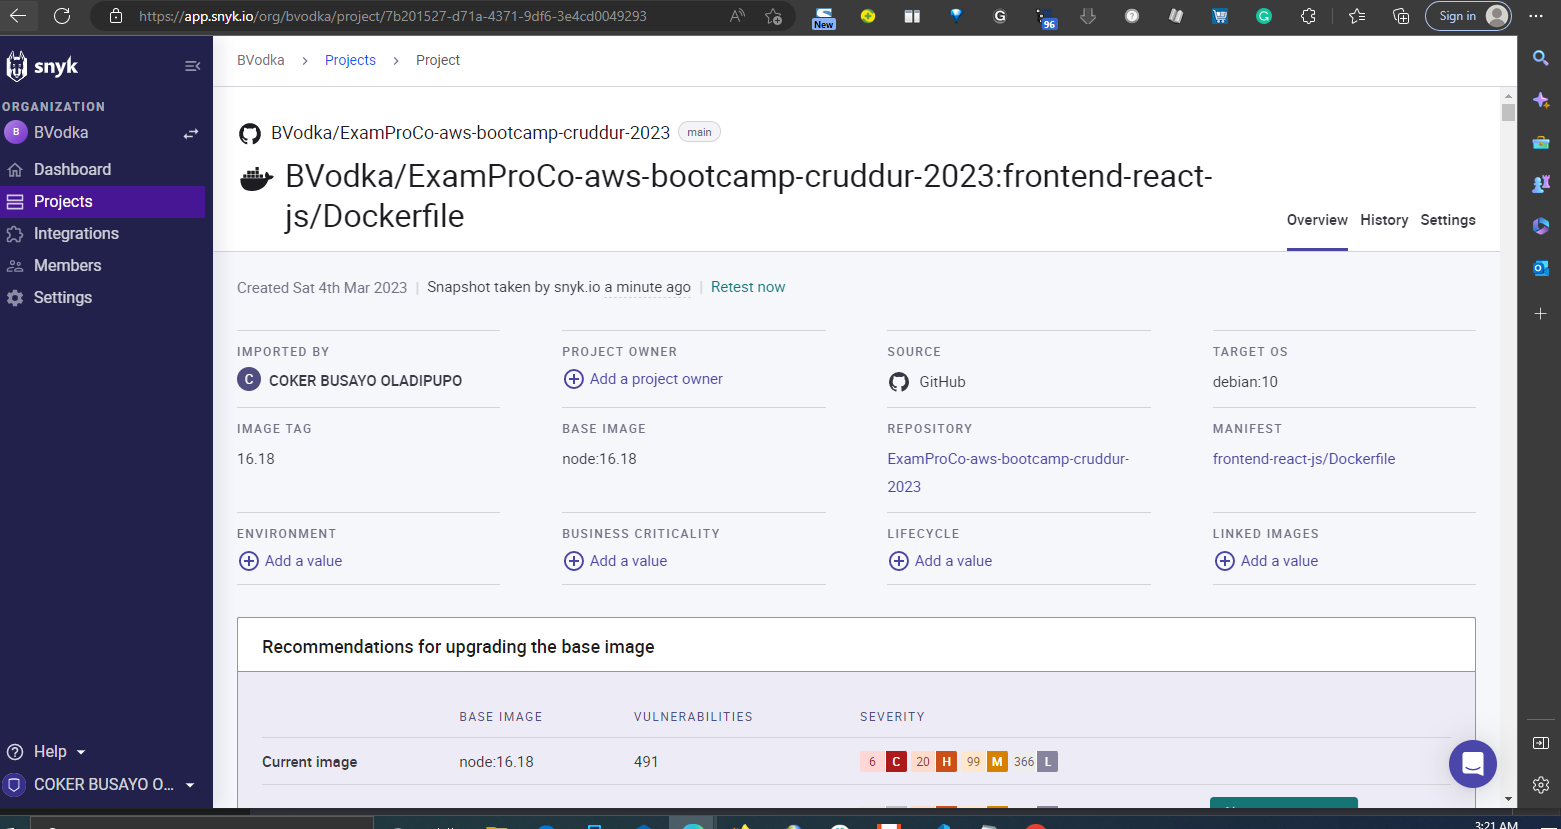 https://app.snyk.io/org/bvodka/project/7b201527-d71a-4371-9df6-3e4cd0049293
New
G
96
Sign in
snyk
BVodka > Projects > Project
ORGANIZATION
B BVodka
Dashboard
Projects
Integrations
Members
Settings
BVodka/ExamProCo-aws-bootcamp-cruddur-2023 main
BVodka/ExamProCo-aws-bootcamp-cruddur-2023:frontend-react-
js/Dockerfile
Overview History Settings
Created Sat 4th Mar 2023 | Snapshot taken by snyk.io a minute ago | Retest now
IMPORTED BY
C COKER BUSAYO OLADIPUPO
PROJECT OWNER
Add a project owner
SOURCE
GitHub
TARGET OS
debian:10
IMAGE TAG
16.18
BASE IMAGE
node:16.18
REPOSITORY
ExamProCo-aws-bootcamp-cruddur-
2023
MANIFEST
frontend-react-js/Dockerfile
ENVIRONMENT
Add a value
BUSINESS CRITICALITY
Add a value
LIFECYCLE
Add a value
LINKED IMAGES
Add a value
Recommendations for upgrading the base image
BASE IMAGE VULNERABILITIES SEVERITY
Current image node:16.18 491 6 C 20 H 99 M 366 L
Help
COKER BUSAYO O...
3:21 AM